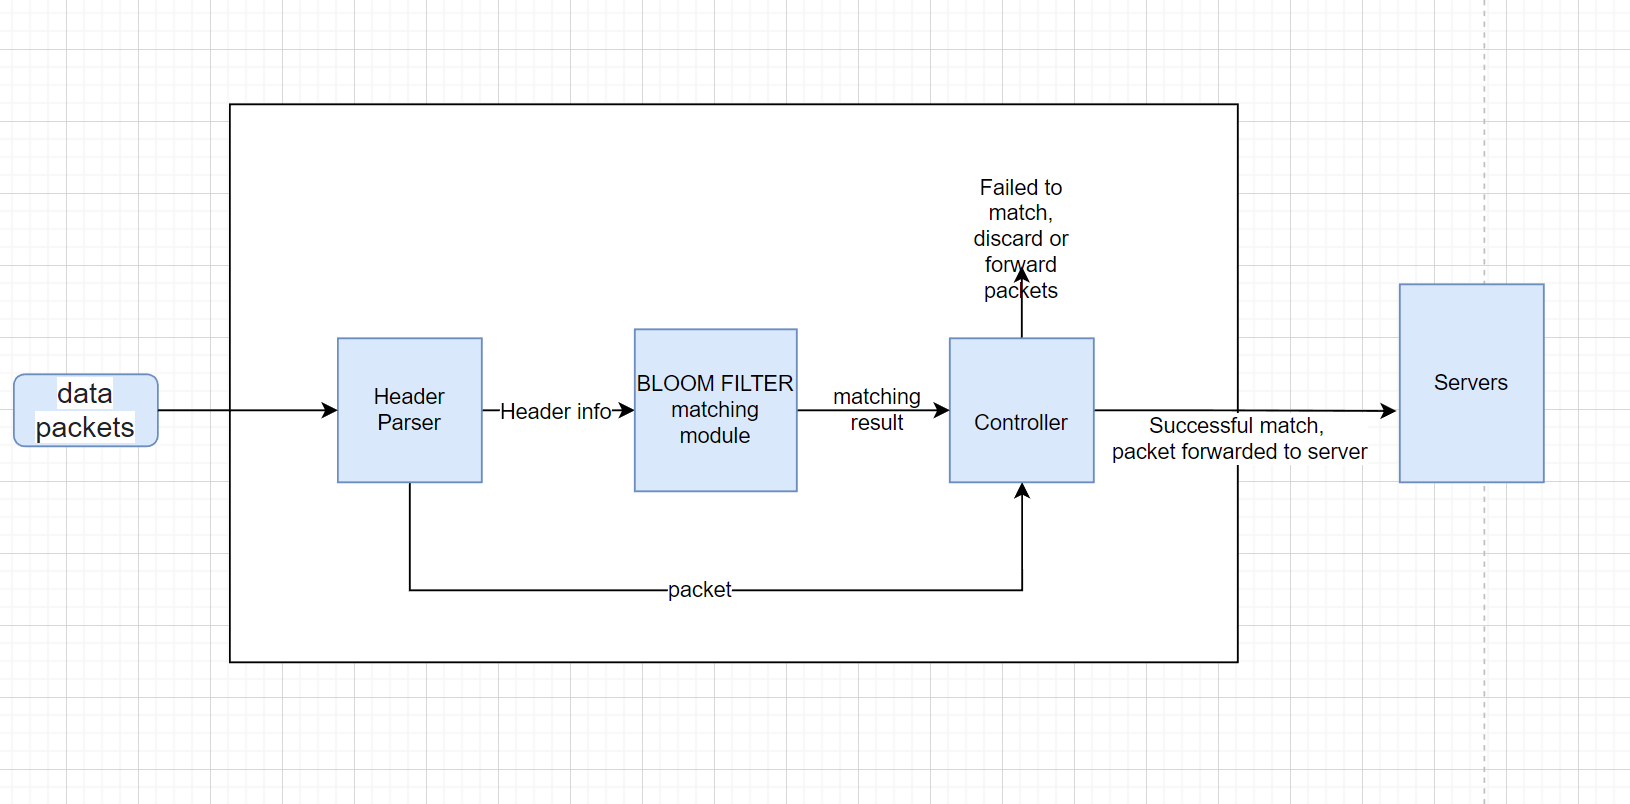 Failed to
match,
discard or
forward
packets
data
packets
Header
Parser
Header info
BLOOM FILTER
matching
module
matching
result
Controller
Successful match,
packet forwarded to server
Servers
packet